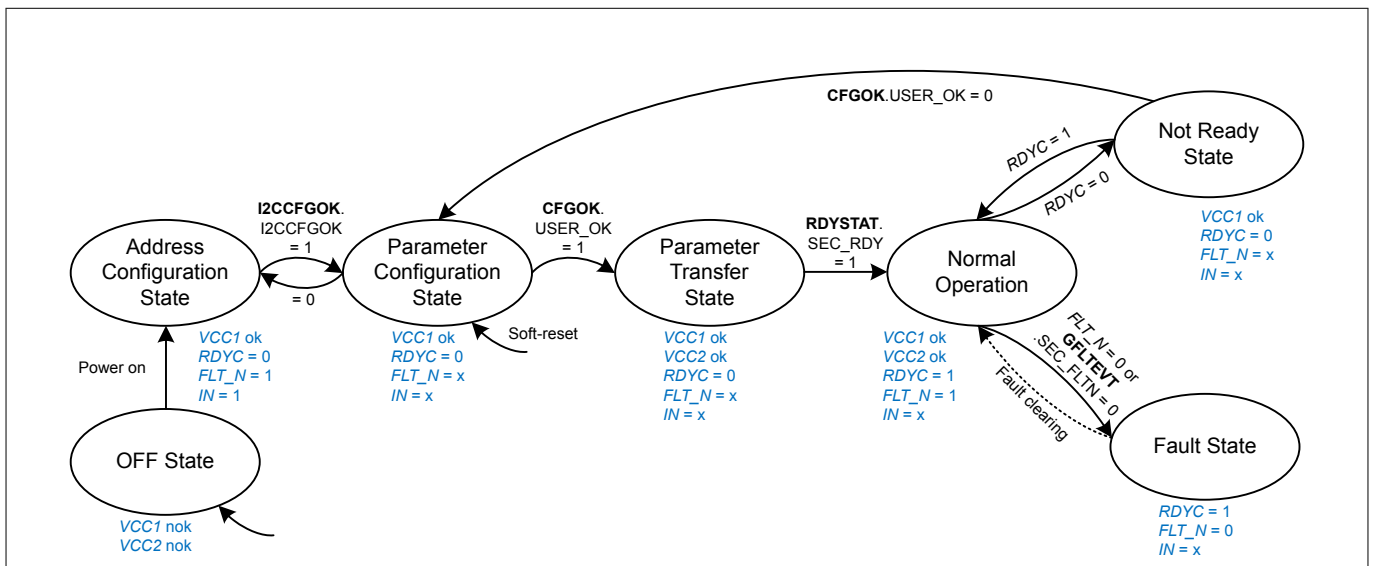 CFGOK.USER_OK = 0
Not Ready
State
RDYC = 1
RDYC = 0
VCC1 ok
RDYC = 0
FLT_N = x
IN = x
Address
Configuration
State
I2CCFGOK.
I2CCFGOK
= 1
= 0
Parameter
Configuration
State
CFGOK.
USER_OK
= 1
Parameter
Transfer
State
RDYSTAT.
SEC_RDY
= 1
Normal
Operation
VCC1 ok
RDYC = 0
FLT_N = 1
IN = 1
VCC1 ok
RDYC = 0
FLT_N = x
IN = x
Soft-reset
VCC1 ok
VCC2 ok
RDYC = 0
FLT_N = x
IN = x
VCC1 ok
VCC2 ok
RDYC = 1
FLT_N = 1
IN = x
FLT_N = 0 or
GFLTEVT
.SEC_FLTN = 0
Fault clearing
Power on
OFF State
VCC1 nok
VCC2 nok
Fault State
RDYC = 1
FLT_N = 0
IN = x